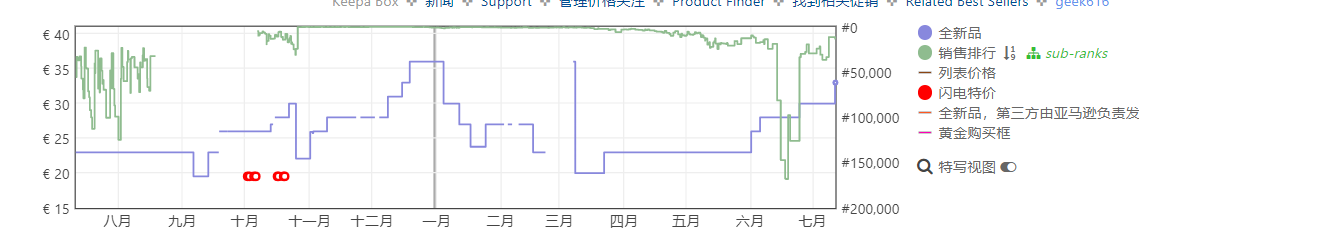 Keepa Box 新闻 Support 管理价格关注 Product Finder 找到相关促销 Related Best Sellers geek616
€ 40
€ 35
€ 30
€ 25
€ 20
€ 15
#0
#50,000
#100,000
#150,000
#200,000
八月 九月 十月 十一月 十二月 一月 二月 三月 四月 五月 六月 七月
全新品
销售排行 sub-ranks
列表价格
闪电特价
全新品，第三方由亚马逊负责发
黄金购买框
特写视图